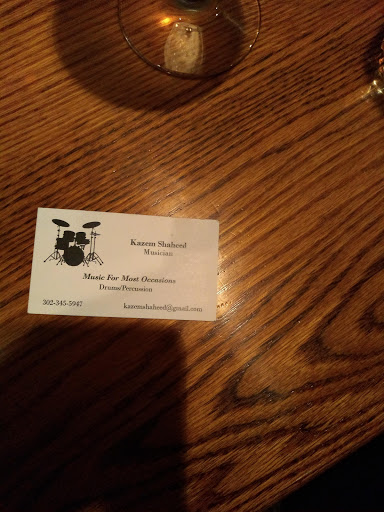 Kazem Shaheed
Musician
Music For Most Occasions
Drums/Percussion
302-345-5947
kazemshaheed@gmail.com